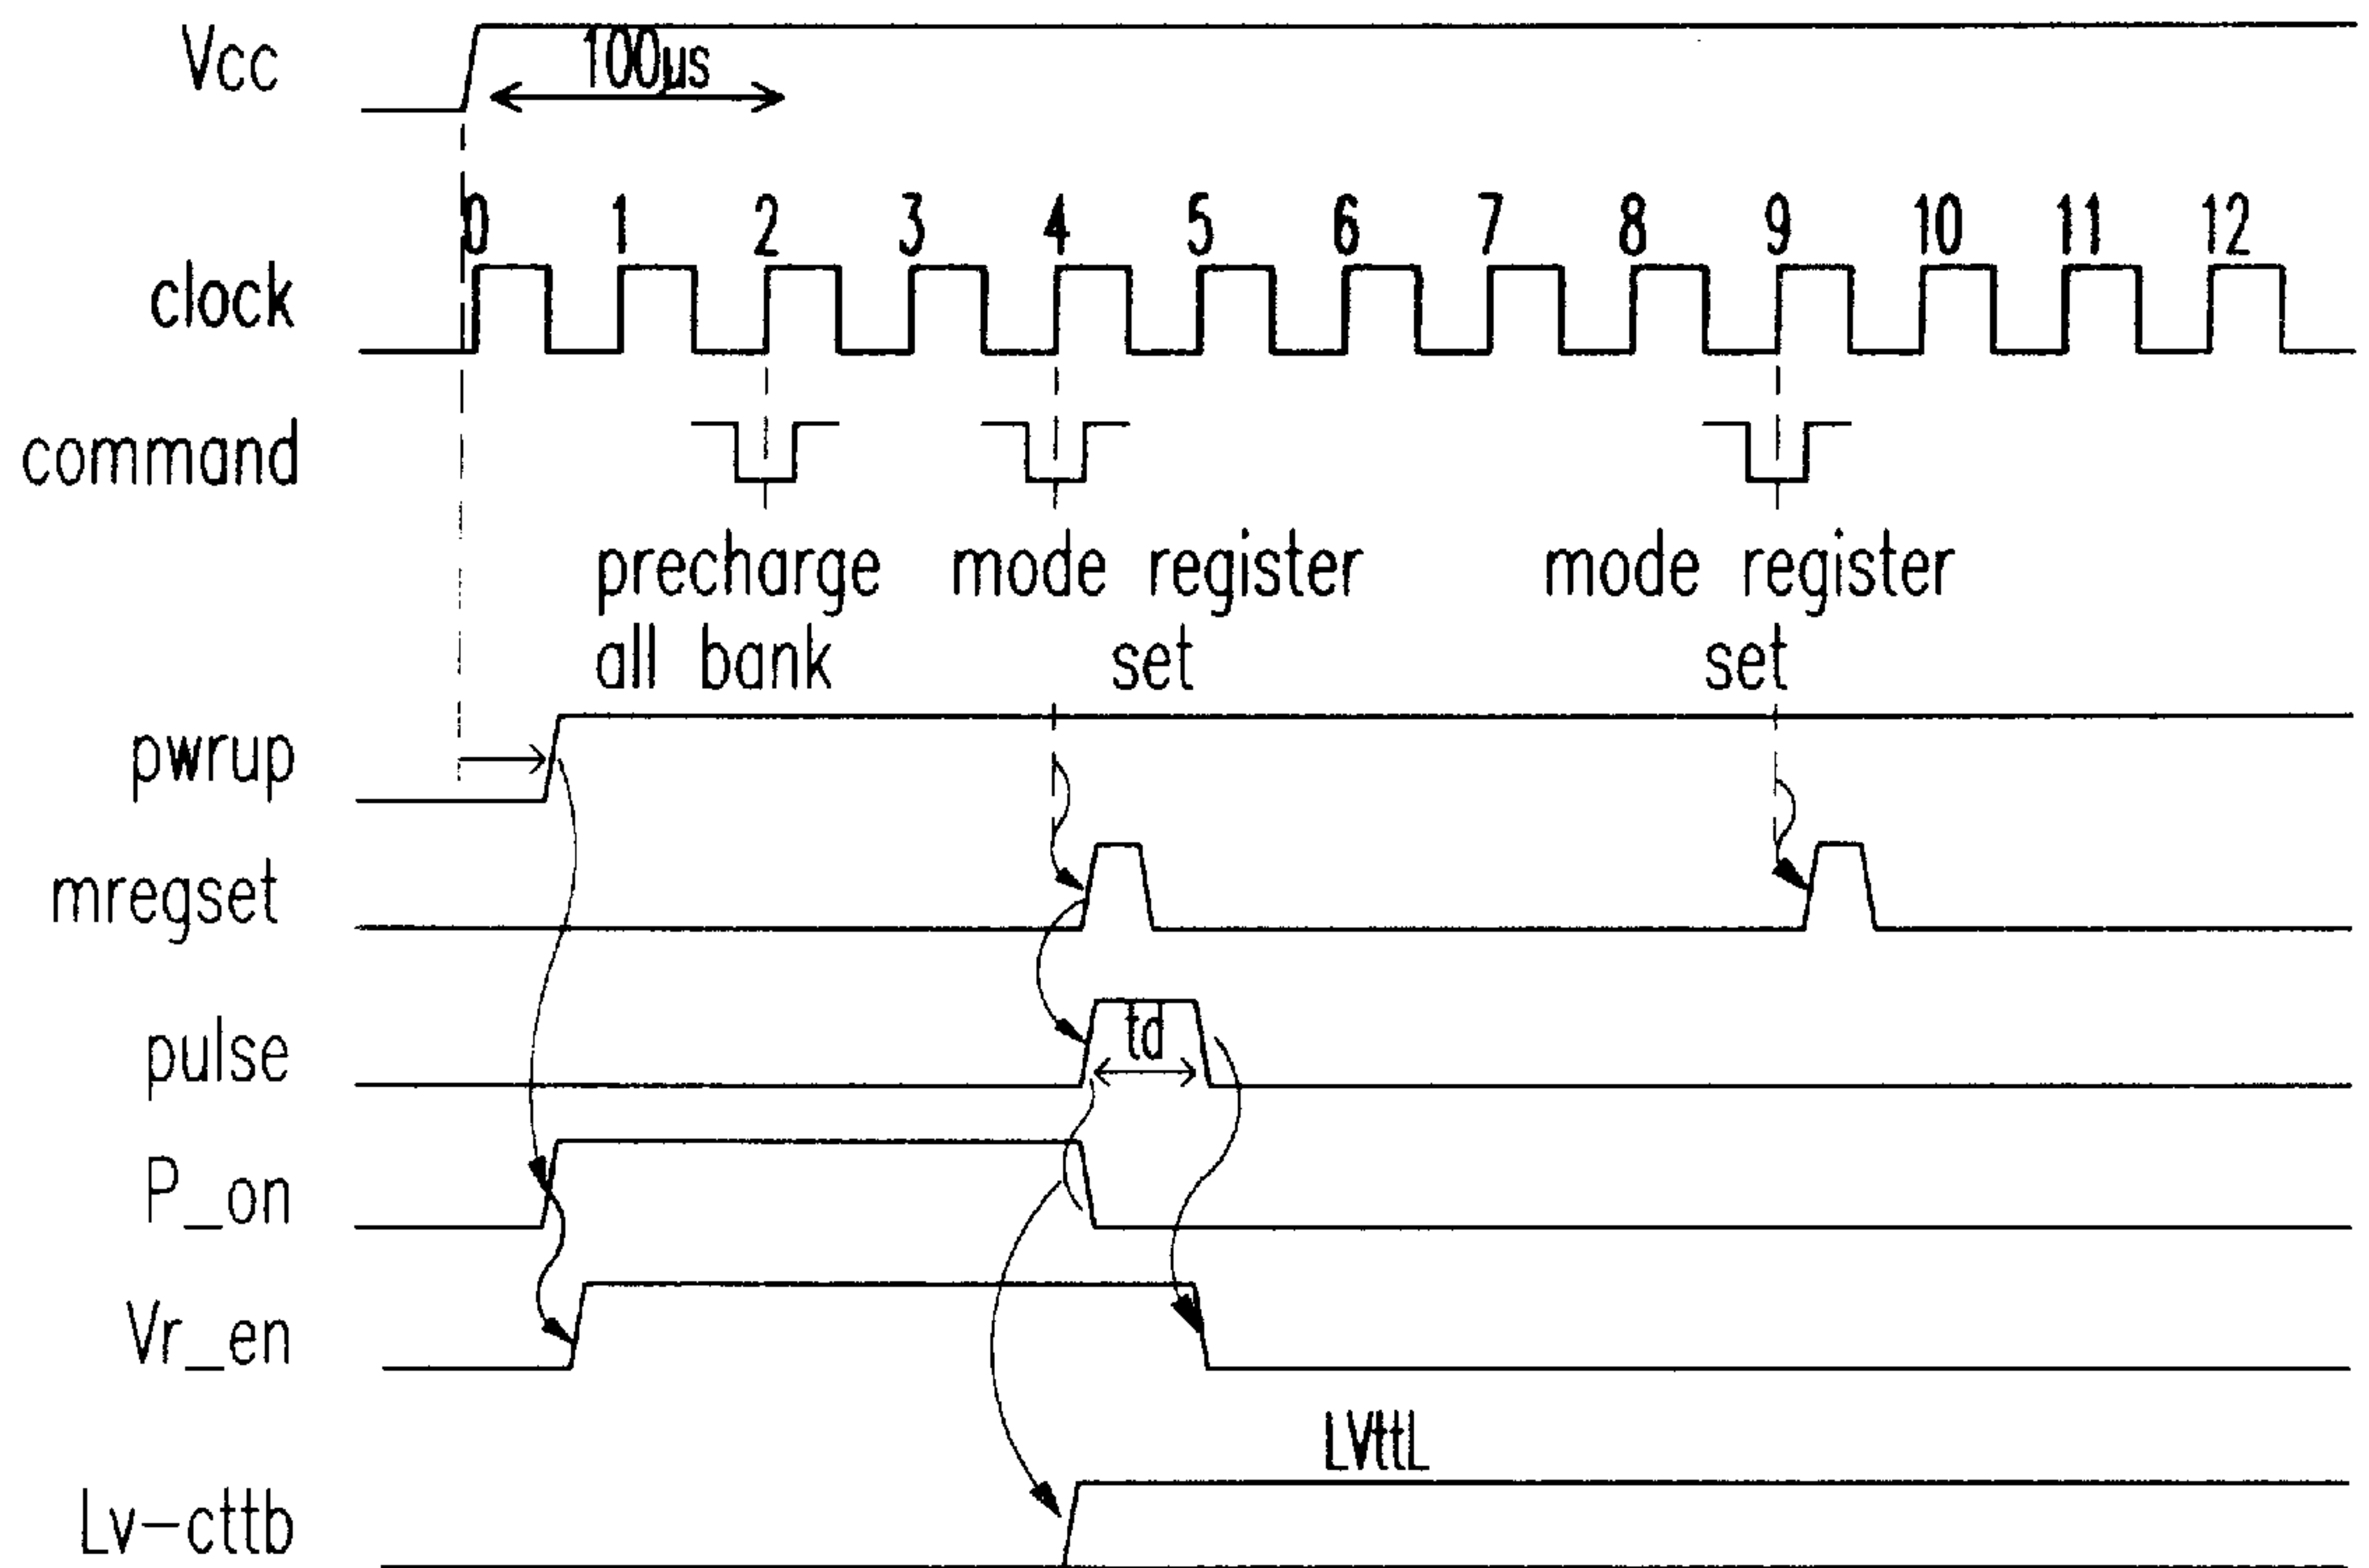 Vcc
100µs
0 1 2 3 4 5 6 7 8 9 10 11 12
clock
command
precharge
all bank
mode register
set
mode register
set
pwrup
mregset
pulse
td
P_on
Vr_en
LVttL
Lv-cttb